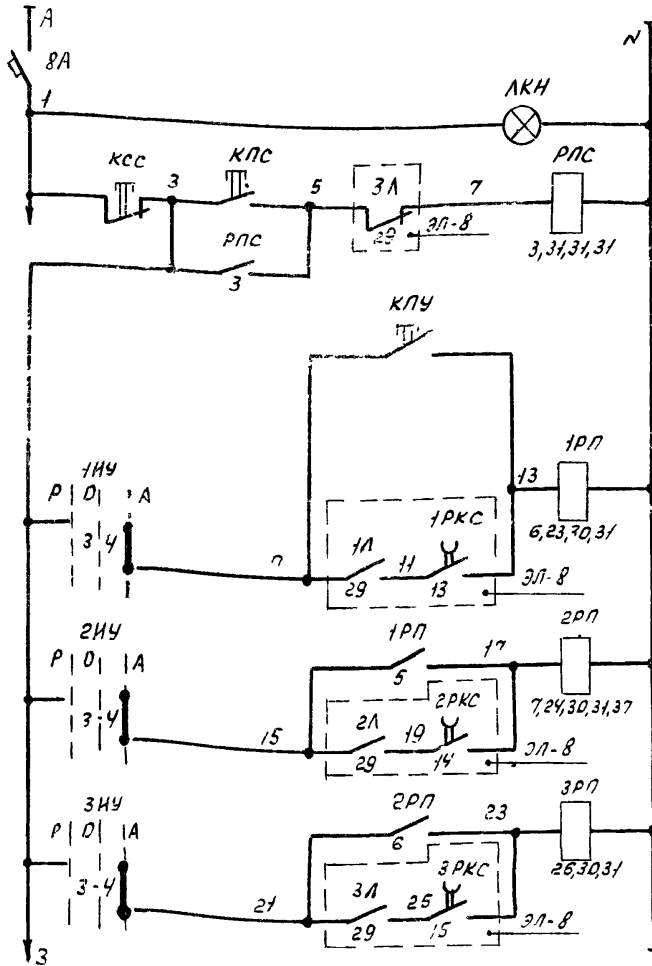 А
N
8А
1
ЛКН
КСС
3
КПС
5
3Л
7
РПС
29
ЭЛ-8
3,31,31,31
РПС
3
КПУ
1ИУ
Р О А
13
1РП
6,23,30,31
3-4
1Л
11
1РКС
29
13
ЭЛ-8
2ИУ
Р О А
1РП
17
2РП
5
7,24,30,31,37
3-4
15
2Л
19
2РКС
29
14
ЭЛ-8
3ИУ
Р О А
2РП
23
3РП
6
26,30,31
3-4
21
3Л
25
3РКС
29
15
ЭЛ-8
3